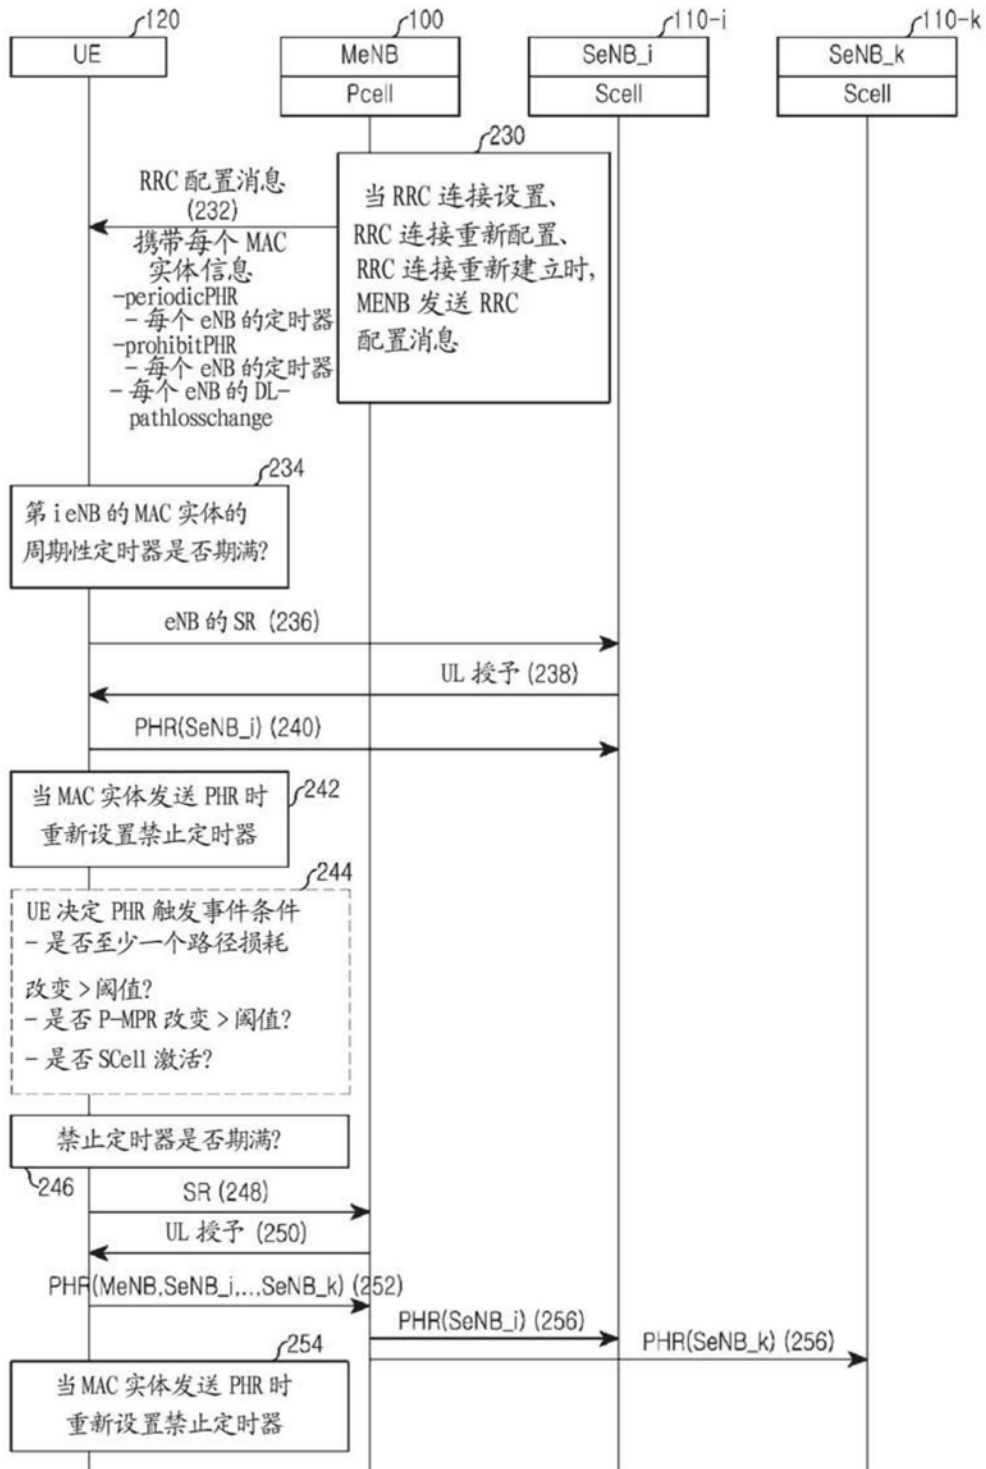 120
100
110-i
110-k
UE
MeNB
SeNB_i
SeNB_k
Pcell
Scell
Scell
230
RRC 配置消息
(232)
携带每个 MAC
实体信息
-periodicPHR
- 每个 eNB 的定时器
-prohibitPHR
- 每个 eNB 的定时器
- 每个 eNB 的 DL-
pathlosschange
当 RRC 连接设置、
RRC 连接重新配置、
RRC 连接重新建立时,
MENB 发送 RRC
配置消息
234
第 i eNB 的 MAC 实体的
周期性定时器是否期满?
eNB 的 SR (236)
UL 授予 (238)
PHR(SeNB_i) (240)
242
当 MAC 实体发送 PHR 时
重新设置禁止定时器
244
UE 决定 PHR 触发事件条件
- 是否至少一个路径损耗
改变 > 阈值?
- 是否 P-MPR 改变 > 阈值?
- 是否 SCell 激活?
禁止定时器是否期满?
246
SR (248)
UL 授予 (250)
PHR(MeNB,SeNB_i,..,SeNB_k) (252)
PHR(SeNB_i) (256)
PHR(SeNB_k) (256)
254
当 MAC 实体发送 PHR 时
重新设置禁止定时器